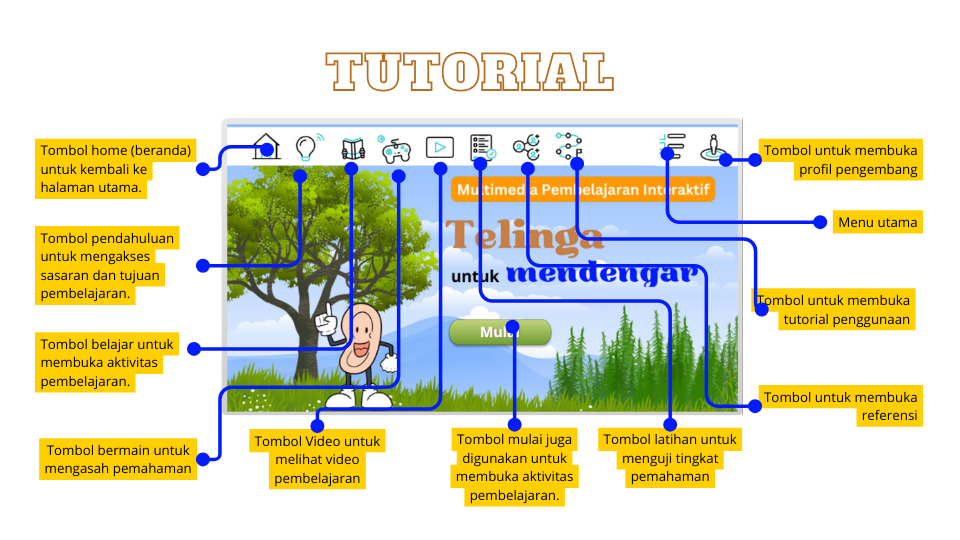 TUTORIAL
Tombol home (beranda)
untuk kembali ke
halaman utama.
Tombol pendahuluan
untuk mengakses
sasaran dan tujuan
pembelajaran.
Tombol belajar untuk
membuka aktivitas
pembelajaran.
Tombol bermain untuk
mengasah pemahaman
Multimedia Pembelajaran Interaktif
Telinga
untuk mendengar
Mulai
Tombol Video untuk
melihat video
pembelajaran
Tombol mulai juga
digunakan untuk
membuka aktivitas
pembelajaran.
Tombol latihan untuk
menguji tingkat
pemahaman
Tombol untuk membuka
profil pengembang
Menu utama
Tombol untuk membuka
tutorial penggunaan
Tombol untuk membuka
referensi